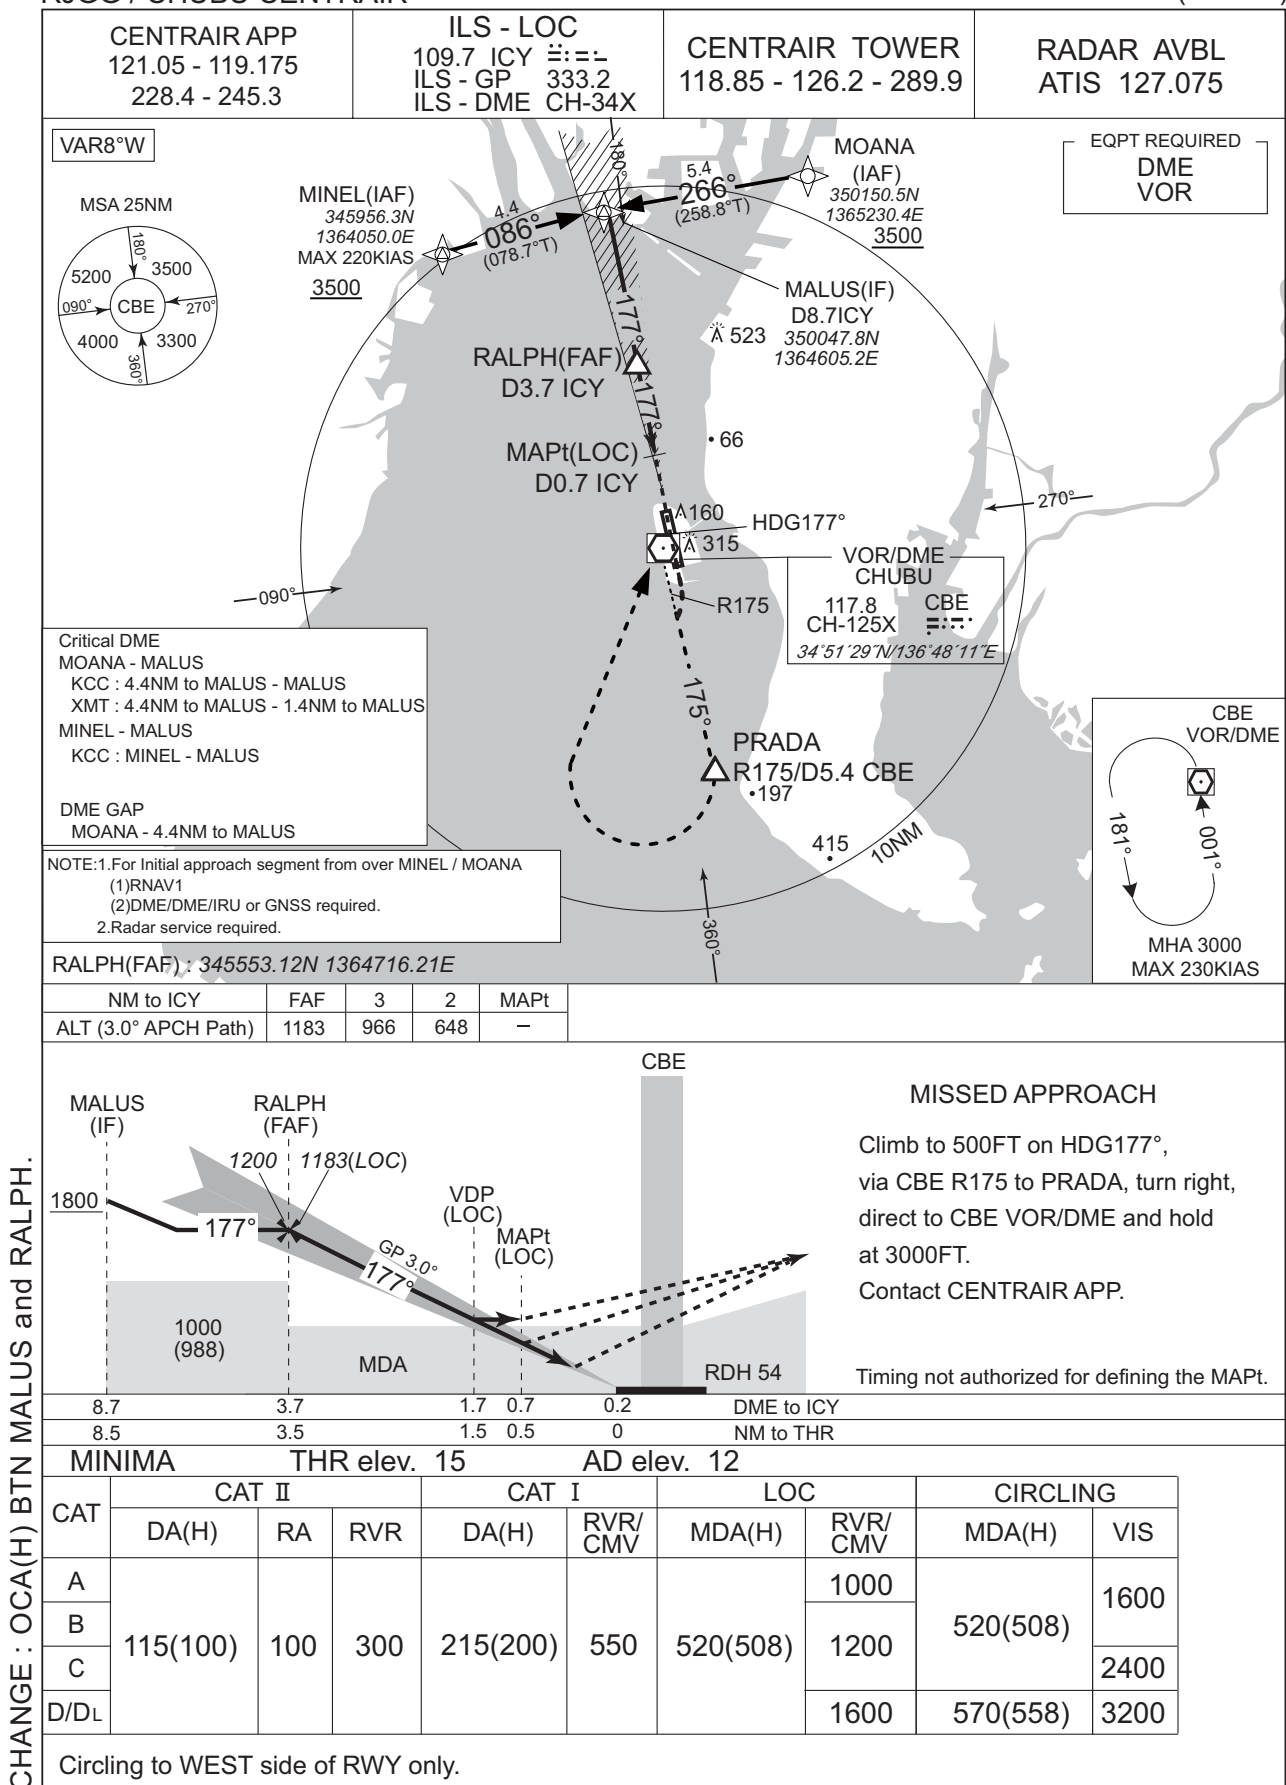 CENTRAIR APP
121.05 - 119.175
228.4 - 245.3
ILS - LOC
109.7 ICY
ILS - GP 333.2
ILS - DME CH-34X
CENTRAIR TOWER
118.85 - 126.2 - 289.9
RADAR AVBL
ATIS 127.075
VAR8°W
EQPT REQUIRED
DME
VOR
MSA 25NM
180°
5200 3500
090° CBE 270°
4000 3300
360°
MINEL(IAF)
345956.3N
1364050.0E
MAX 220KIAS
3500
4.4
086°
(078.7°T)
180°
5.4
266°
(258.8°T)
MOANA
(IAF)
350150.5N
1365230.4E
3500
MALUS(IF)
D8.7ICY
350047.8N
1364605.2E
523
177°
RALPH(FAF)
D3.7 ICY
177°
66
MAPt(LOC)
D0.7 ICY
160
HDG177°
315
270°
VOR/DME
CHUBU
117.8 CBE
CH-125X
34°51´29˝N/136°48´11˝E
R175
090°
175°
PRADA
R175/D5.4 CBE
197
415
10NM
360°
Critical DME
MOANA - MALUS
KCC : 4.4NM to MALUS - MALUS
XMT : 4.4NM to MALUS - 1.4NM to MALUS
MINEL - MALUS
KCC : MINEL - MALUS
DME GAP
MOANA - 4.4NM to MALUS
NOTE:1.For Initial approach segment from over MINEL / MOANA
(1)RNAV1
(2)DME/DME/IRU or GNSS required.
2.Radar service required.
CBE
VOR/DME
181°
001°
MHA 3000
MAX 230KIAS
RALPH(FAF) : 345553.12N 1364716.21E
NM to ICY FAF 3 2 MAPt
ALT (3.0° APCH Path) 1183 966 648 −
CBE
MALUS
(IF)
RALPH
(FAF)
1200 1183(LOC)
1800
177°
VDP
(LOC)
MAPt
(LOC)
GP 3.0°
177°
1000
(988)
MDA
RDH 54
MISSED APPROACH
Climb to 500FT on HDG177°,
via CBE R175 to PRADA, turn right,
direct to CBE VOR/DME and hold
at 3000FT.
Contact CENTRAIR APP.
Timing not authorized for defining the MAPt.
8.7 3.7 1.7 0.7 0.2 DME to ICY
8.5 3.5 1.5 0.5 0 NM to THR
MINIMA THR elev. 15 AD elev. 12
CAT CAT Ⅱ CAT Ⅰ LOC CIRCLING
DA(H) RA RVR DA(H) RVR/CMV MDA(H) RVR/CMV MDA(H) VIS
A 1000
B 1600
115(100) 100 300 215(200) 550 520(508) 1200 520(508)
C 2400
D/DL 1600 570(558) 3200
Circling to WEST side of RWY only.
CHANGE : OCA(H) BTN MALUS and RALPH.